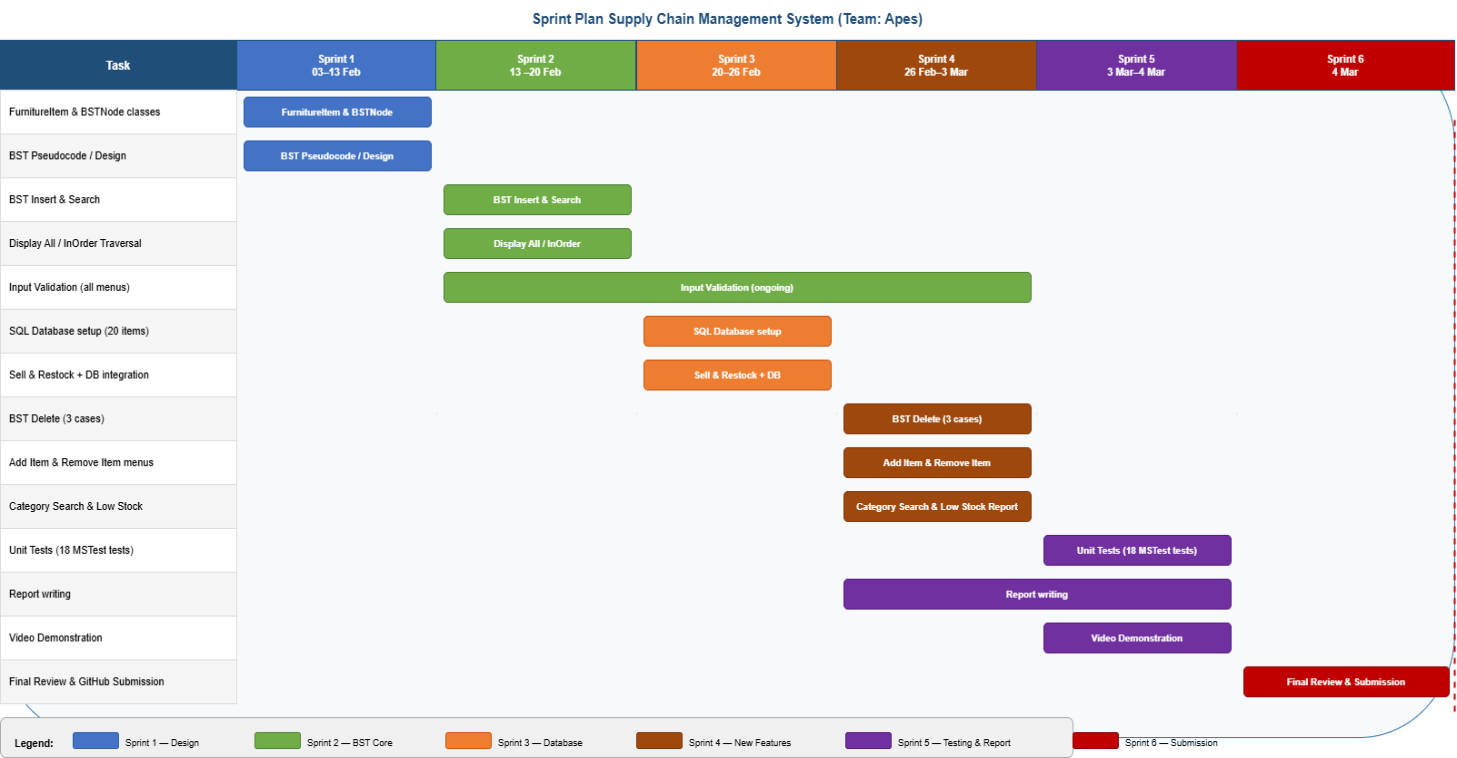 Sprint Plan Supply Chain Management System (Team: Apes)
Task
Sprint 1
03–13 Feb
Sprint 2
13 –20 Feb
Sprint 3
20–26 Feb
Sprint 4
26 Feb–3 Mar
Sprint 5
3 Mar–4 Mar
Sprint 6
4 Mar
FurnitureItem & BSTNode classes
FurnitureItem & BSTNode
BST Pseudocode / Design
BST Pseudocode / Design
BST Insert & Search
BST Insert & Search
Display All / InOrder Traversal
Display All / InOrder
Input Validation (all menus)
Input Validation (ongoing)
SQL Database setup (20 items)
SQL Database setup
Sell & Restock + DB integration
Sell & Restock + DB
BST Delete (3 cases)
BST Delete (3 cases)
Add Item & Remove Item menus
Add Item & Remove Item
Category Search & Low Stock
Category Search & Low Stock Report
Unit Tests (18 MSTest tests)
Unit Tests (18 MSTest tests)
Report writing
Report writing
Video Demonstration
Video Demonstration
Final Review & GitHub Submission
Final Review & Submission
Legend:
Sprint 1 — Design
Sprint 2 — BST Core
Sprint 3 — Database
Sprint 4 — New Features
Sprint 5 — Testing & Report
Sprint 6 — Submission